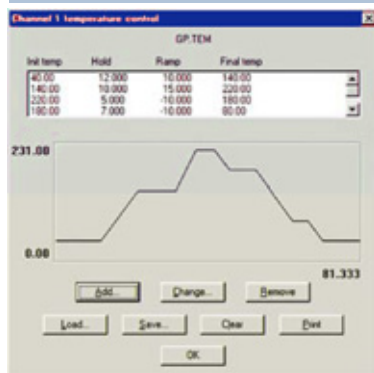 Channel 1 temperature control
GP.TEM
Init temp Hold Ramp Final temp
40.00 12.000 10.000 140.00
140.00 10.000 15.000 220.00
220.00 5.000 -10.000 180.00
180.00 7.000 -10.000 80.00
231.00
0.00
81.333
Add... Change... Remove
Load... Save... Clear Print
OK